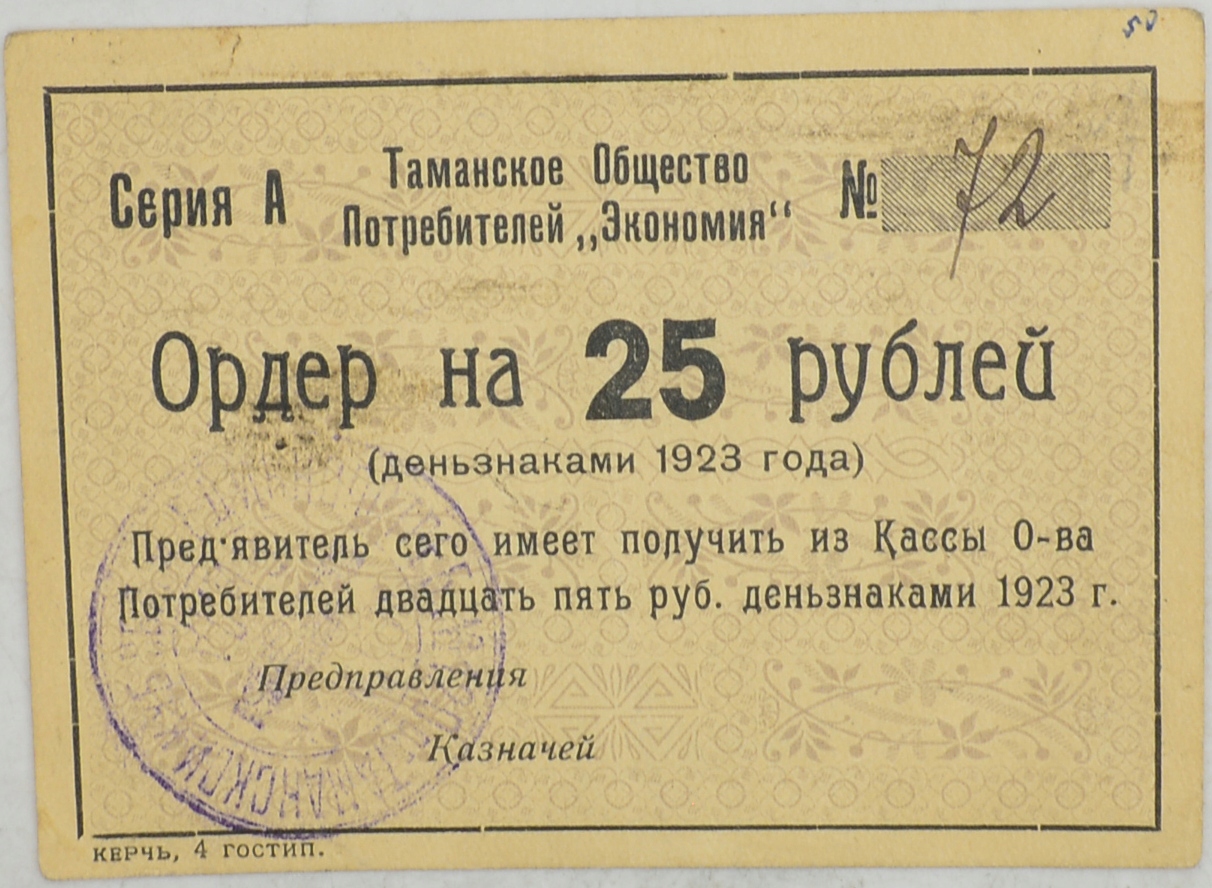 50
Серия А
Таманское Общество
Потребителей „Экономия“
№ 72
Ордер на 25 рублей
(деньзнаками 1923 года)
Пред'явитель сего имеет получить из Кассы О-ва
Потребителей двадцать пять руб. деньзнаками 1923 г.
Предправления
Казначей
КЕРЧЬ, 4 ГОСТИП.